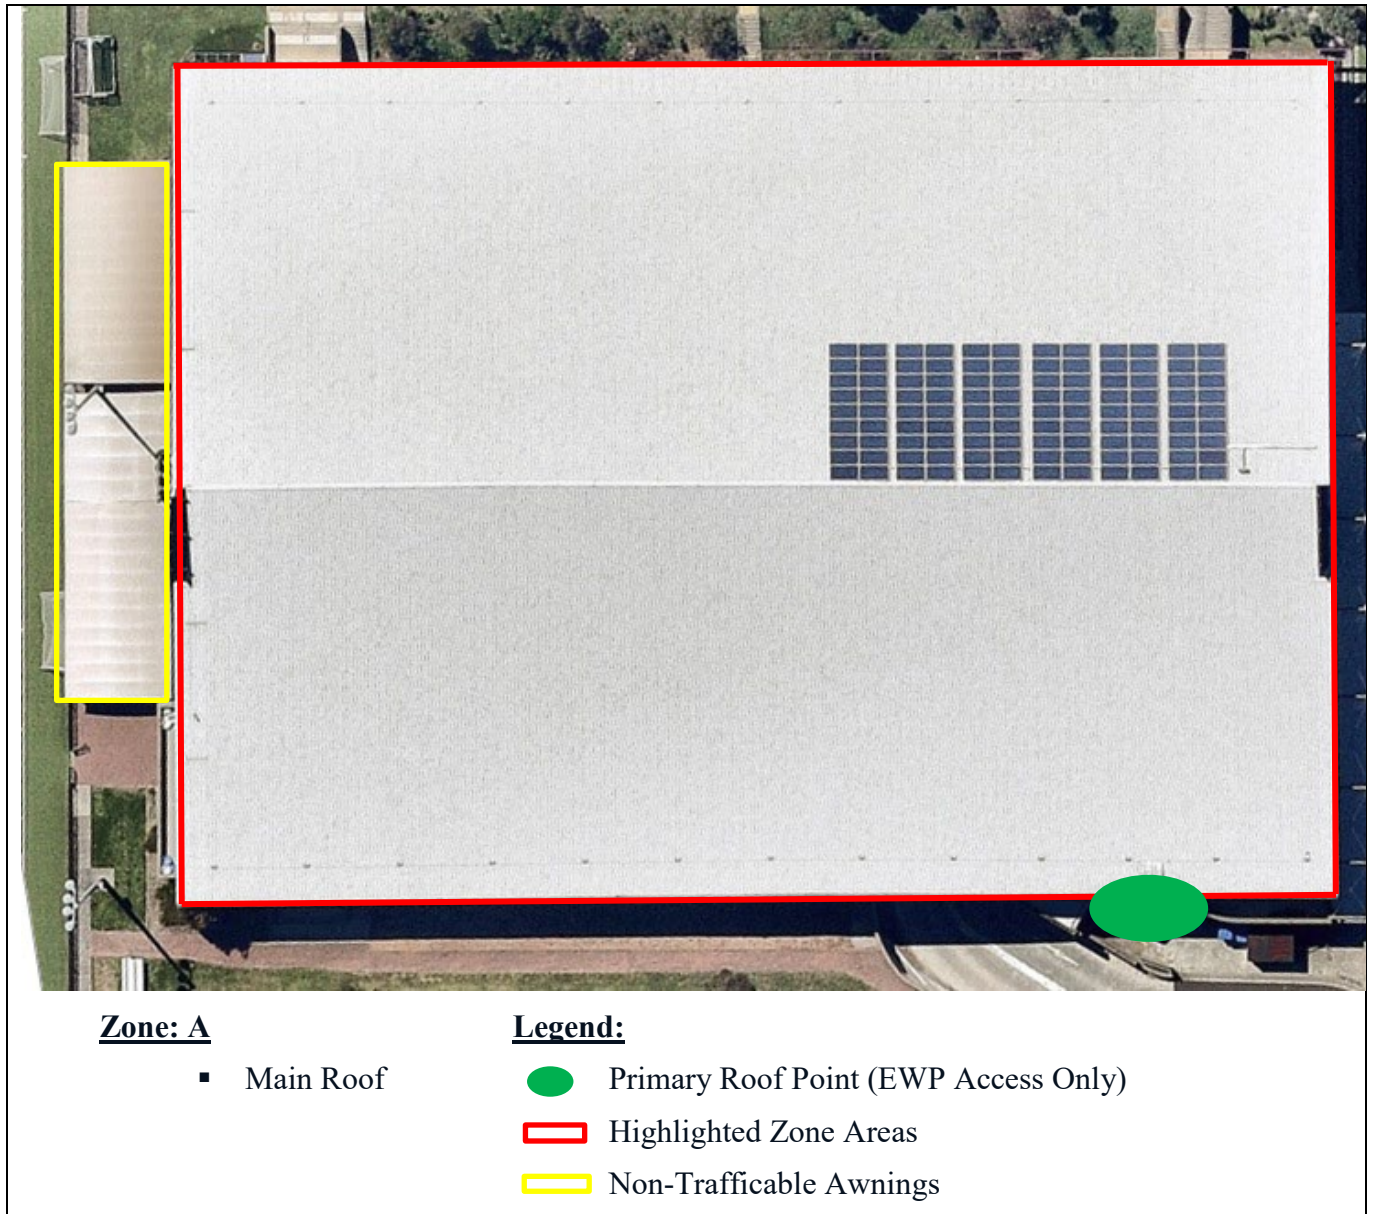 Zone: A
▪ Main Roof
Legend:
Primary Roof Point (EWP Access Only)
Highlighted Zone Areas
Non-Trafficable Awnings